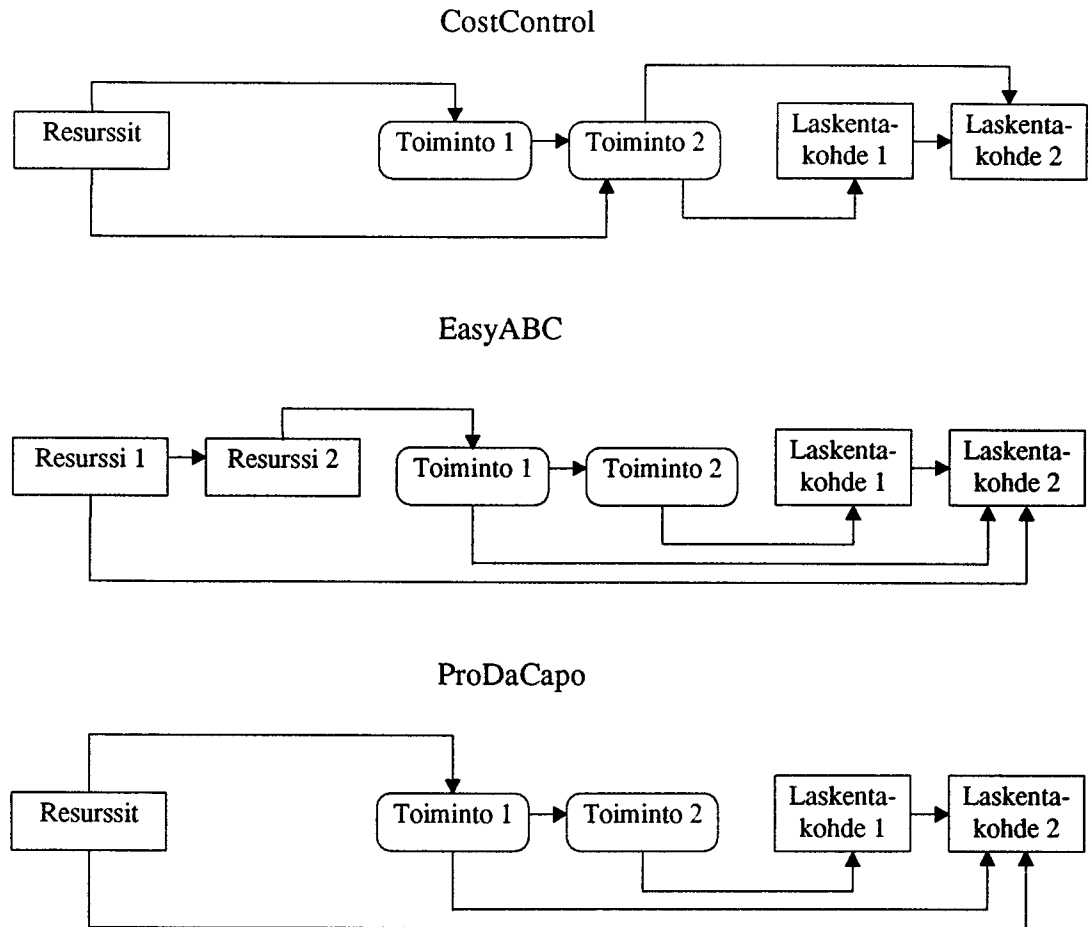 CostControl
Resurssit
Toiminto 1
Toiminto 2
Laskenta-
kohde 1
Laskenta-
kohde 2
EasyABC
Resurssi 1
Resurssi 2
Toiminto 1
Toiminto 2
Laskenta-
kohde 1
Laskenta-
kohde 2
ProDaCapo
Resurssit
Toiminto 1
Toiminto 2
Laskenta-
kohde 1
Laskenta-
kohde 2